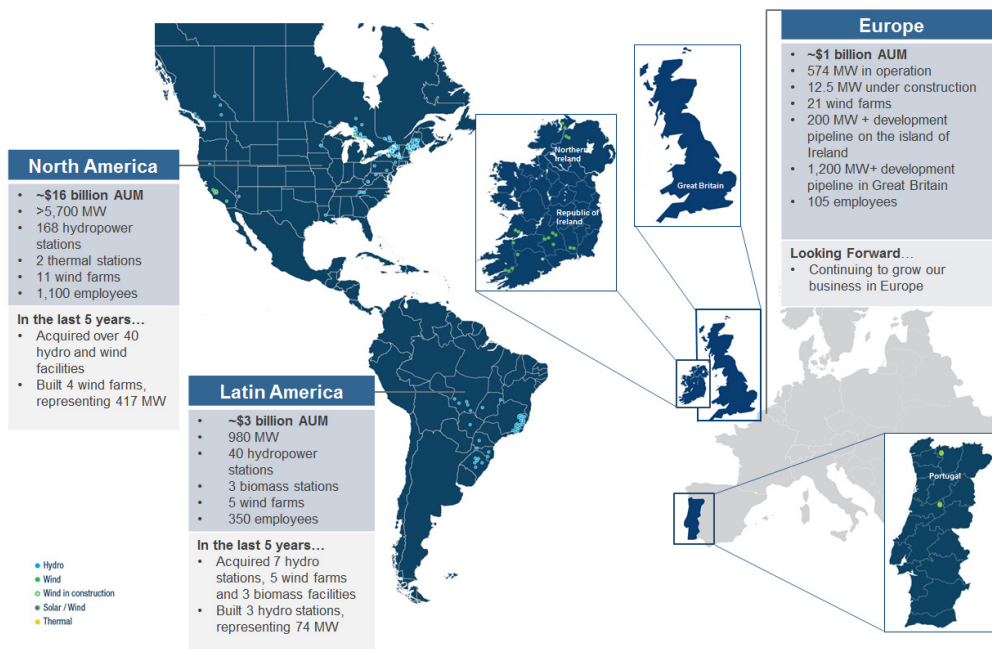 North America
• ~$16 billion AUM
• >5,700 MW
• 168 hydropower
stations
• 2 thermal stations
• 11 wind farms
• 1,100 employees
In the last 5 years…
• Acquired over 40
hydro and wind
facilities
• Built 4 wind farms,
representing 417 MW
Latin America
• ~$3 billion AUM
• 980 MW
• 40 hydropower
stations
• 3 biomass stations
• 5 wind farms
• 350 employees
In the last 5 years…
• Acquired 7 hydro
stations, 5 wind farms
and 3 biomass facilities
• Built 3 hydro stations,
representing 74 MW
Europe
• ~$1 billion AUM
• 574 MW in operation
• 12.5 MW under construction
• 21 wind farms
• 200 MW + development
pipeline on the island of
Ireland
• 1,200 MW+ development
pipeline in Great Britain
• 105 employees
Looking Forward…
• Continuing to grow our
business in Europe
Northern
Ireland
Republic of
Ireland
Great Britain
Portugal
Hydro
Wind
Wind in construction
Solar / Wind
Thermal